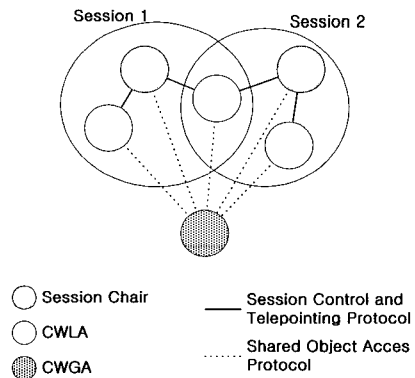 Session 1
Session 2
Session Chair
CWLA
CWGA
Session Control and
Telepointing Protocol
Shared Object Acces
Protocol